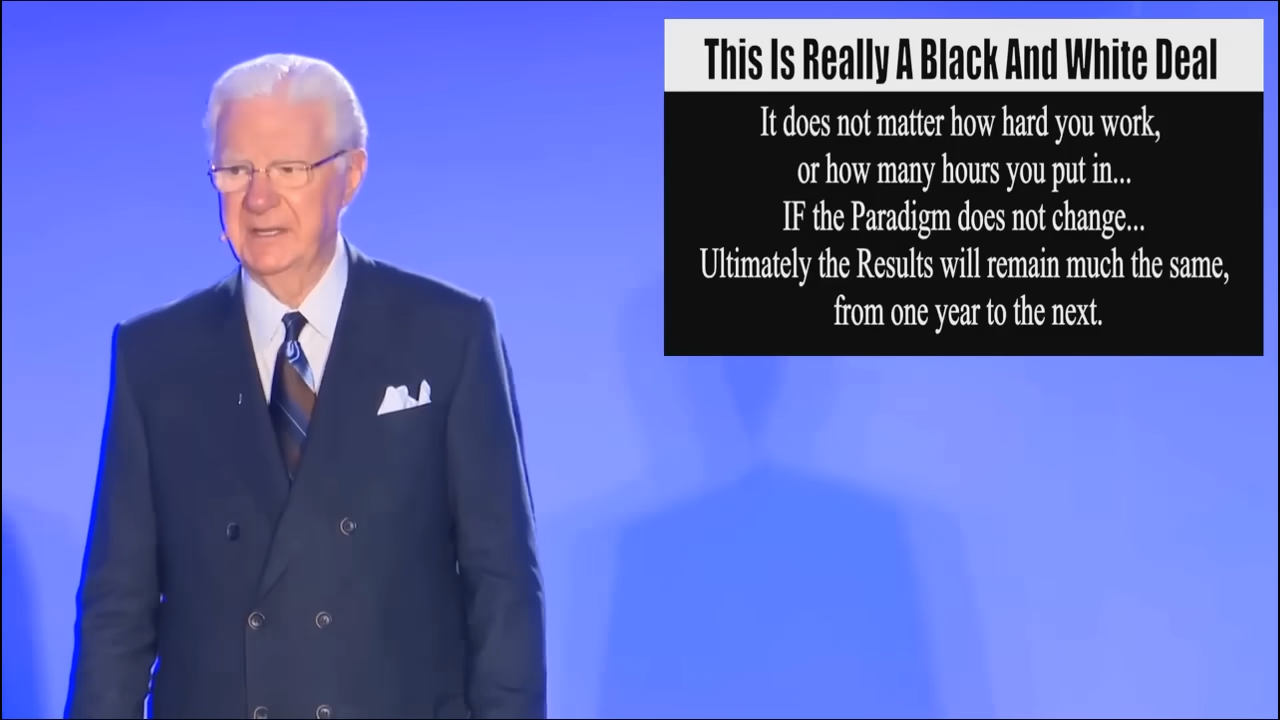 This Is Really A Black And White Deal
It does not matter how hard you work,
or how many hours you put in...
IF the Paradigm does not change...
Ultimately the Results will remain much the same,
from one year to the next.